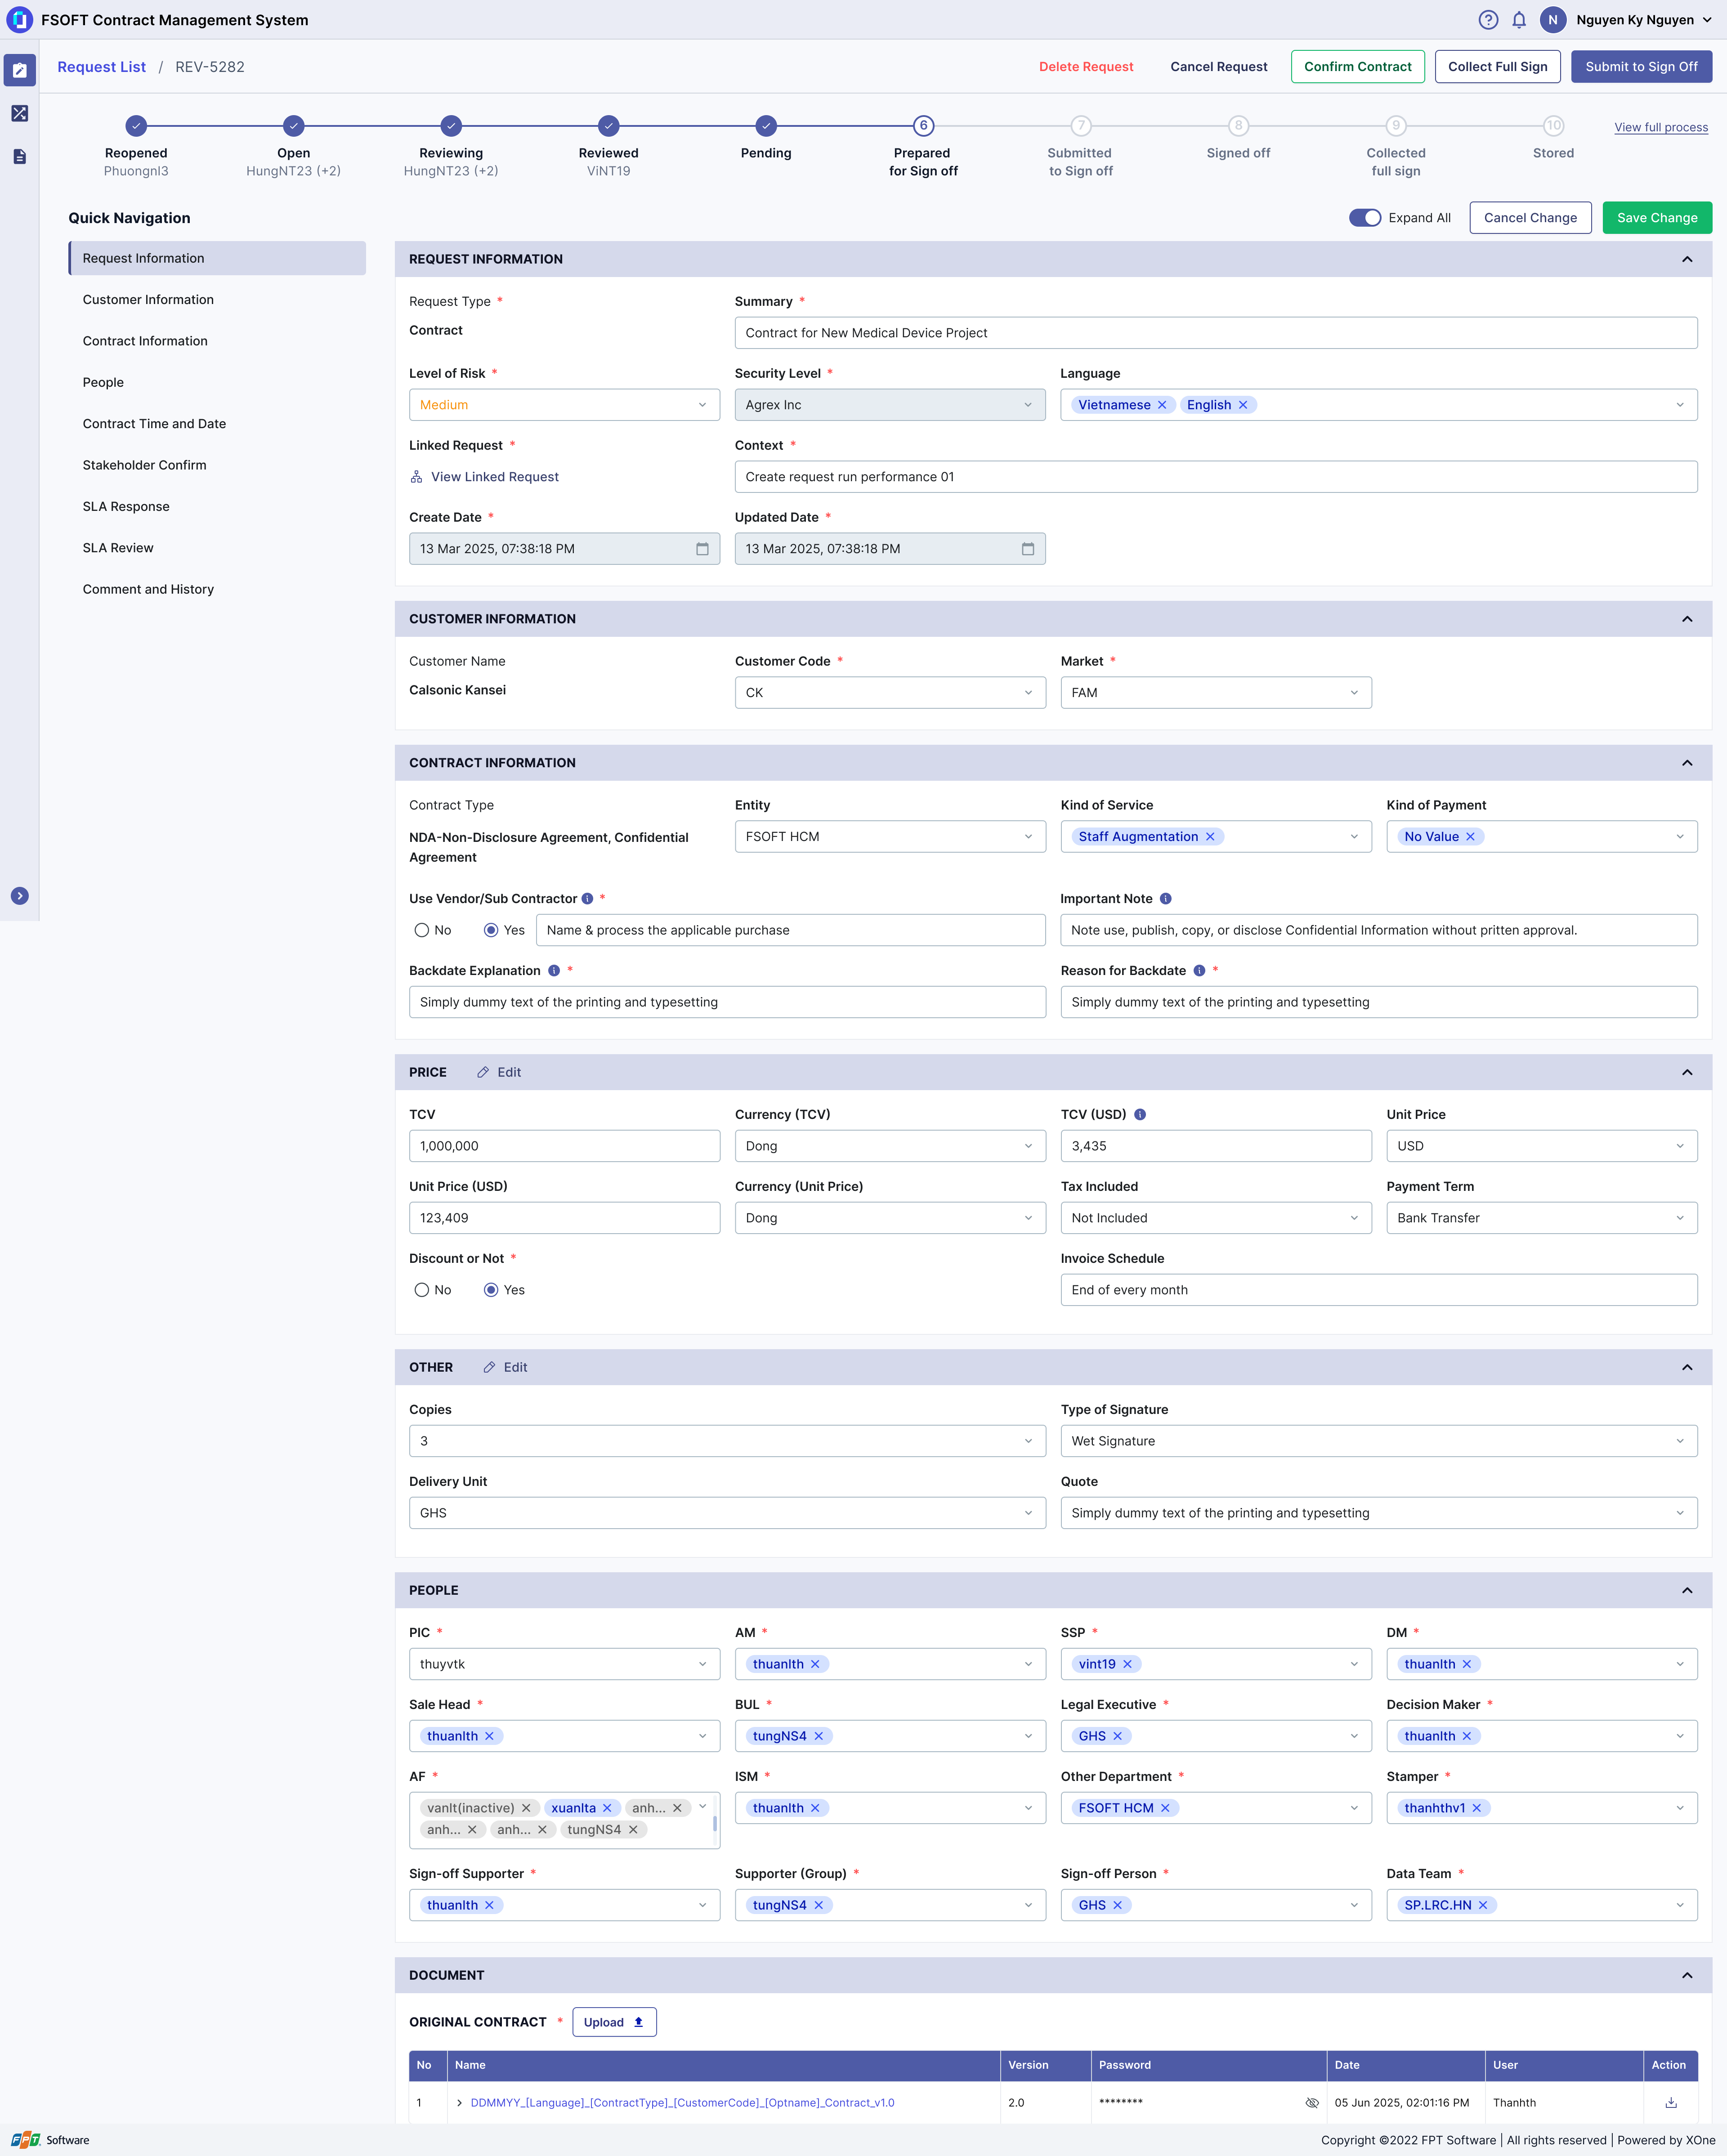 FSOFT Contract Management System
N
Nguyen Ky Nguyen
Request List / REV-5282
Delete Request
Cancel Request
Confirm Contract
Collect Full Sign
Submit to Sign Off
Reopened
PhuongnI3
Open
HungNT23 (+2)
Reviewing
HungNT23 (+2)
Reviewed
ViNT19
Pending
6
Prepared
for Sign off
7
Submitted
to Sign off
8
Signed off
9
Collected
full sign
10
Stored
View full process
Quick Navigation
Expand All
Cancel Change
Save Change
Request Information
Customer Information
Contract Information
People
Contract Time and Date
Stakeholder Confirm
SLA Response
SLA Review
Comment and History
REQUEST INFORMATION
Request Type *
Summary *
Contract
Contract for New Medical Device Project
Level of Risk *
Security Level *
Language
Medium
Agrex Inc
Vietnamese
English
Linked Request *
Context *
View Linked Request
Create request run performance 01
Create Date *
Updated Date *
13 Mar 2025, 07:38:18 PM
13 Mar 2025, 07:38:18 PM
CUSTOMER INFORMATION
Customer Name
Customer Code *
Market *
Calsonic Kansei
CK
FAM
CONTRACT INFORMATION
Contract Type
Entity
Kind of Service
Kind of Payment
NDA-Non-Disclosure Agreement, Confidential
Agreement
FSOFT HCM
Staff Augmentation
No Value
Use Vendor/Sub Contractor *
Important Note
No
Yes
Name & process the applicable purchase
Note use, publish, copy, or disclose Confidential Information without pritten approval.
Backdate Explanation *
Reason for Backdate *
Simply dummy text of the printing and typesetting
Simply dummy text of the printing and typesetting
PRICE
Edit
TCV
Currency (TCV)
TCV (USD)
Unit Price
1,000,000
Dong
3,435
USD
Unit Price (USD)
Currency (Unit Price)
Tax Included
Payment Term
123,409
Dong
Not Included
Bank Transfer
Discount or Not *
Invoice Schedule
No
Yes
End of every month
OTHER
Edit
Copies
Type of Signature
3
Wet Signature
Delivery Unit
Quote
GHS
Simply dummy text of the printing and typesetting
PEOPLE
PIC *
AM *
SSP *
DM *
thuyvtk
thuanlth
vint19
thuanlth
Sale Head *
BUL *
Legal Executive *
Decision Maker *
thuanlth
tungNS4
GHS
thuanlth
AF *
ISM *
Other Department *
Stamper *
vanlt(inactive)
xuanlta
anh...
anh...
anh...
tungNS4
thuanlth
FSOFT HCM
thanhthv1
Sign-off Supporter *
Supporter (Group) *
Sign-off Person *
Data Team *
thuanlth
tungNS4
GHS
SP.LRC.HN
DOCUMENT
ORIGINAL CONTRACT *
Upload
No
Name
Version
Password
Date
User
Action
1
DDMMYY_[Language]_[ContractType]_[CustomerCode]_[Optname]_Contract_v1.0
2.0
********
05 Jun 2025, 02:01:16 PM
Thanhth
FPT Software
Copyright ©2022 FPT Software | All rights reserved | Powered by XOne